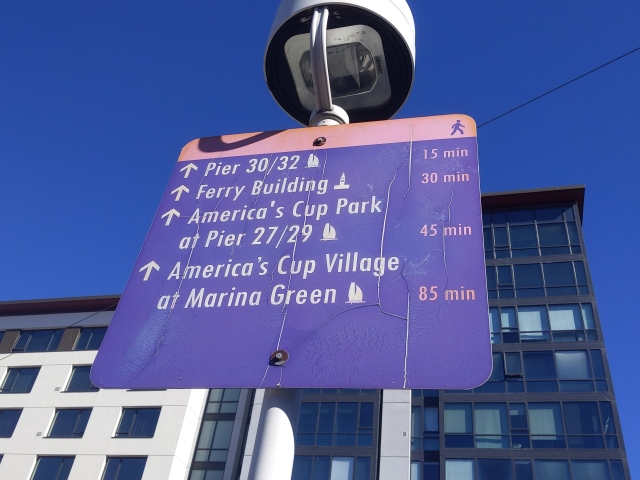 ↑ Pier 30/32 15 min
↑ Ferry Building 30 min
↑ America's Cup Park
at Pier 27/29 45 min
↑ America's Cup Village
at Marina Green 85 min